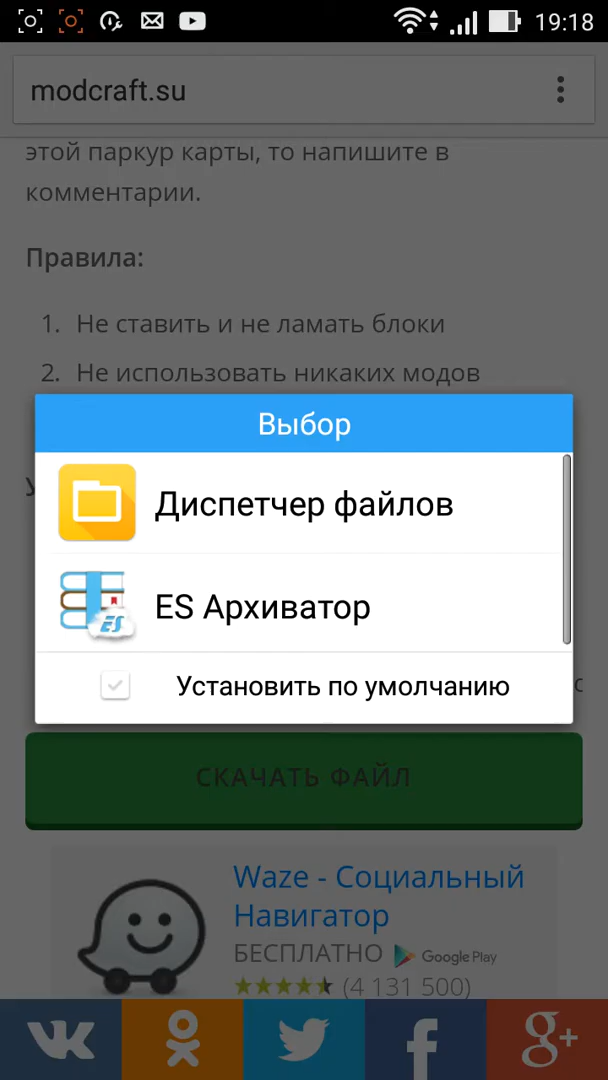 19:18
modcraft.su
этой паркур карты, то напишите в
комментарии.
Правила:
1. Не ставить и не ламать блоки
2. Не использовать никаких модов
Выбор
Диспетчер файлов
ES Архиватор
ES
Установить по умолчанию
СКАЧАТЬ ФАЙЛ
Waze - Социальный
Навигатор
БЕСПЛАТНО Google Play
(4 131 500)